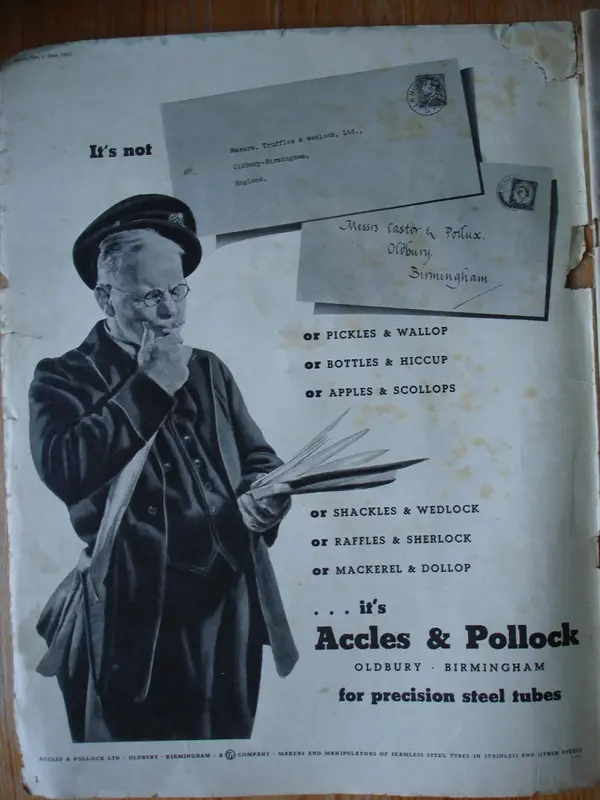 It's not
Messrs. Truffles & Wedlock, Ltd.,
Oldbury-Birmingham,
England.
Messrs Castor & Pollux.
Oldbury.
Birmingham
or PICKLES & WALLOP
or BOTTLES & HICCUP
or APPLES & SCOLLOPS
or SHACKLES & WEDLOCK
or RAFFLES & SHERLOCK
or MACKEREL & DOLLOP
. . . it's
Accles & Pollock
OLDBURY · BIRMINGHAM
for precision steel tubes
ACCLES & POLLOCK LTD · OLDBURY · BIRMINGHAM · A COMPANY · MAKERS AND MANIPULATORS OF SEAMLESS STEEL TUBES IN STAINLESS AND OTHER STEELS
1